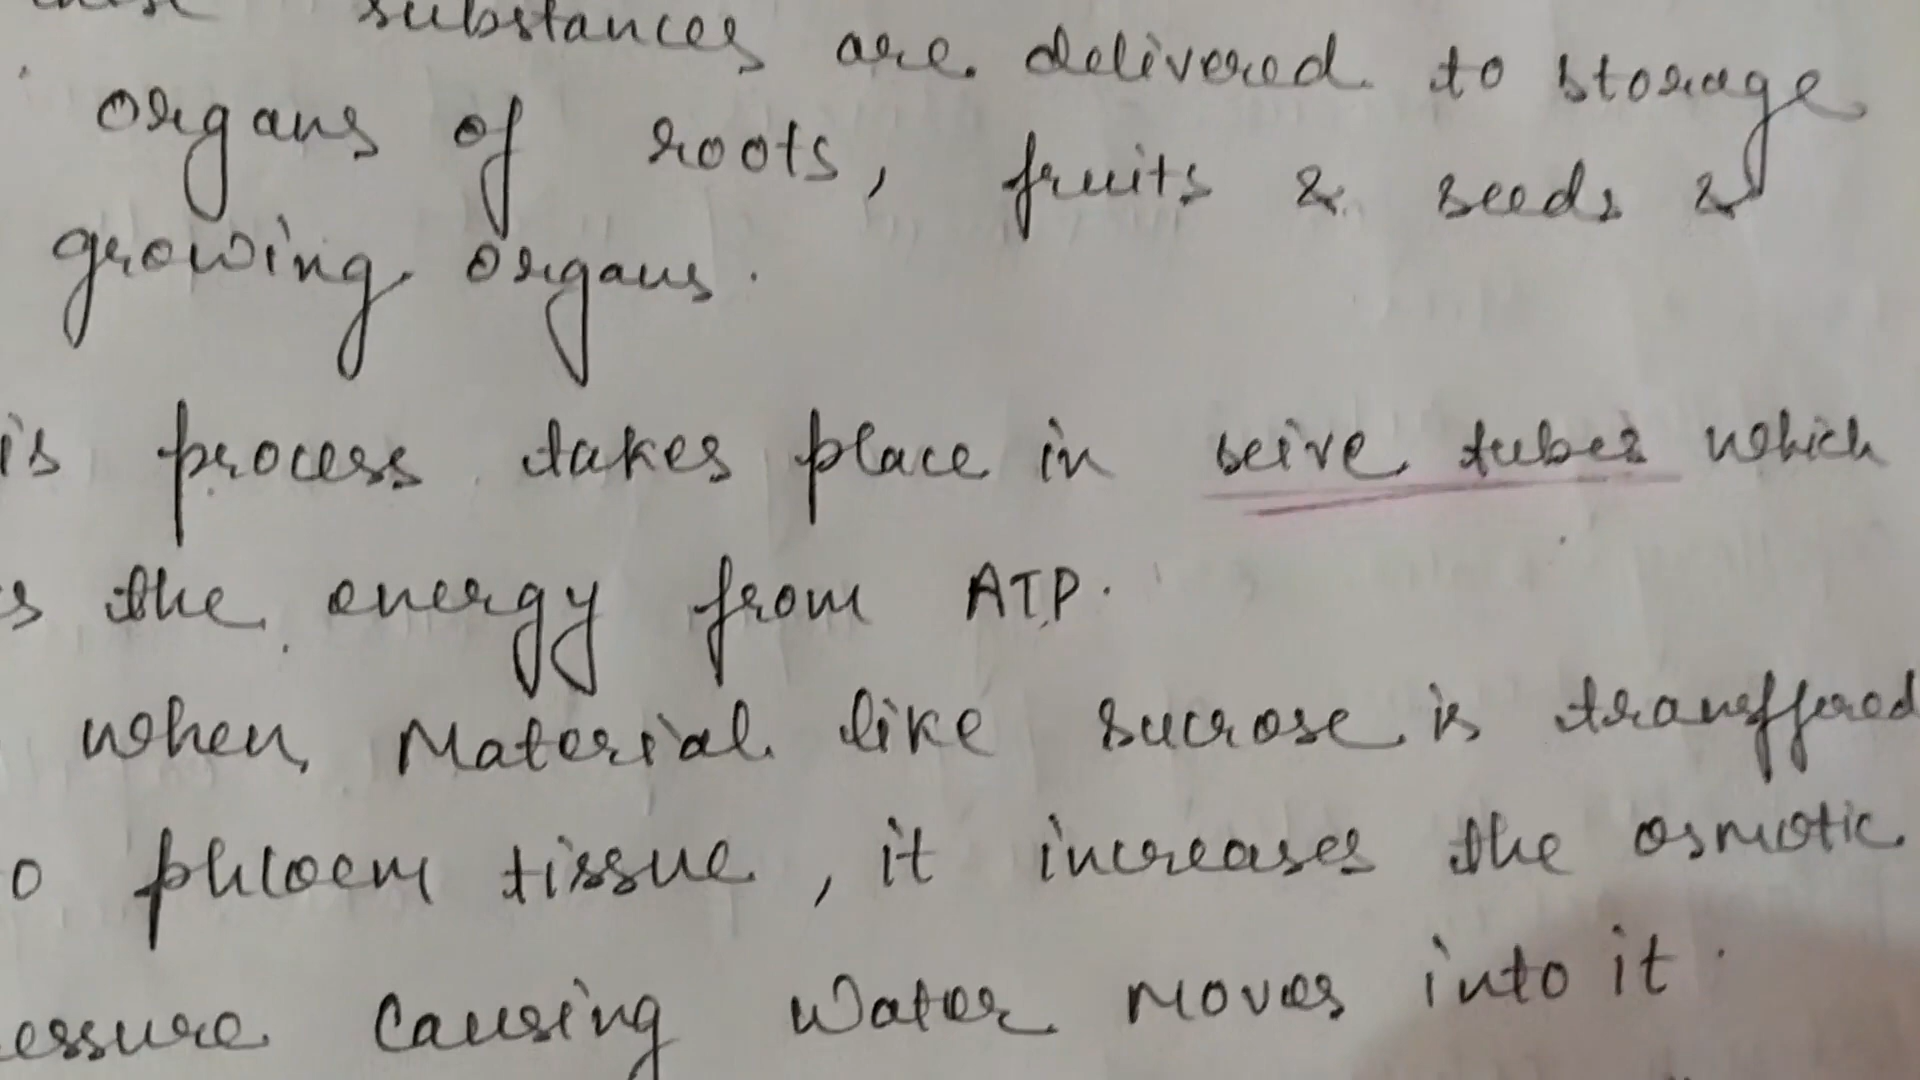 substances are delivered to storage
organs of roots, fruits & seeds &
growing organs.
is process takes place in seive tubes which
s the energy from ATP.
when Material like sucrose is transffered
o phloem tissue, it increases the osmotic
essure causing water moves into it.